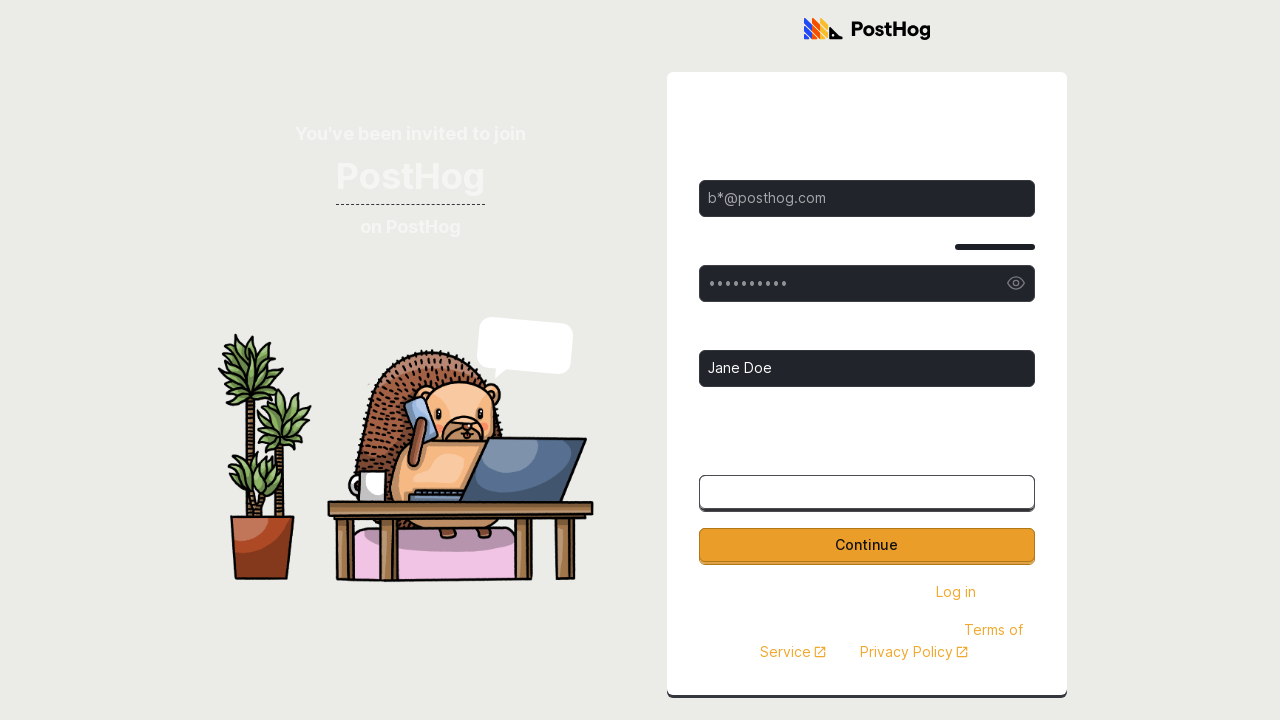 PostHog
You've been invited to join
PostHog
on PostHog
b*@posthog.com
••••••••••
Jane Doe
Continue
Log in
Terms of
Service
Privacy Policy